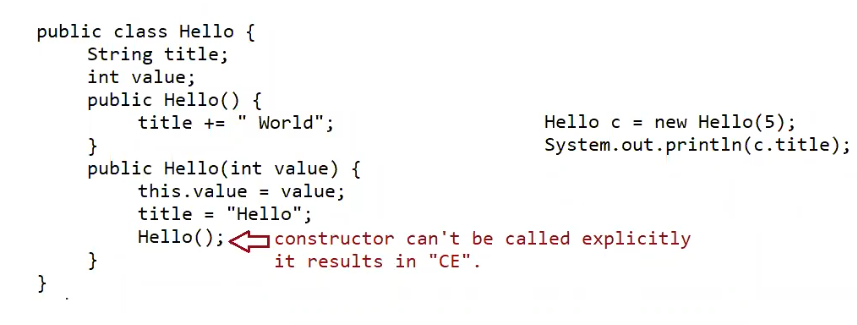 public class Hello {
String title;
int value;
public Hello() {
title += " World";
}
public Hello(int value) {
this.value = value;
title = "Hello";
Hello();
}
}
Hello c = new Hello(5);
System.out.println(c.title);
constructor can't be called explicitly
it results in "CE".